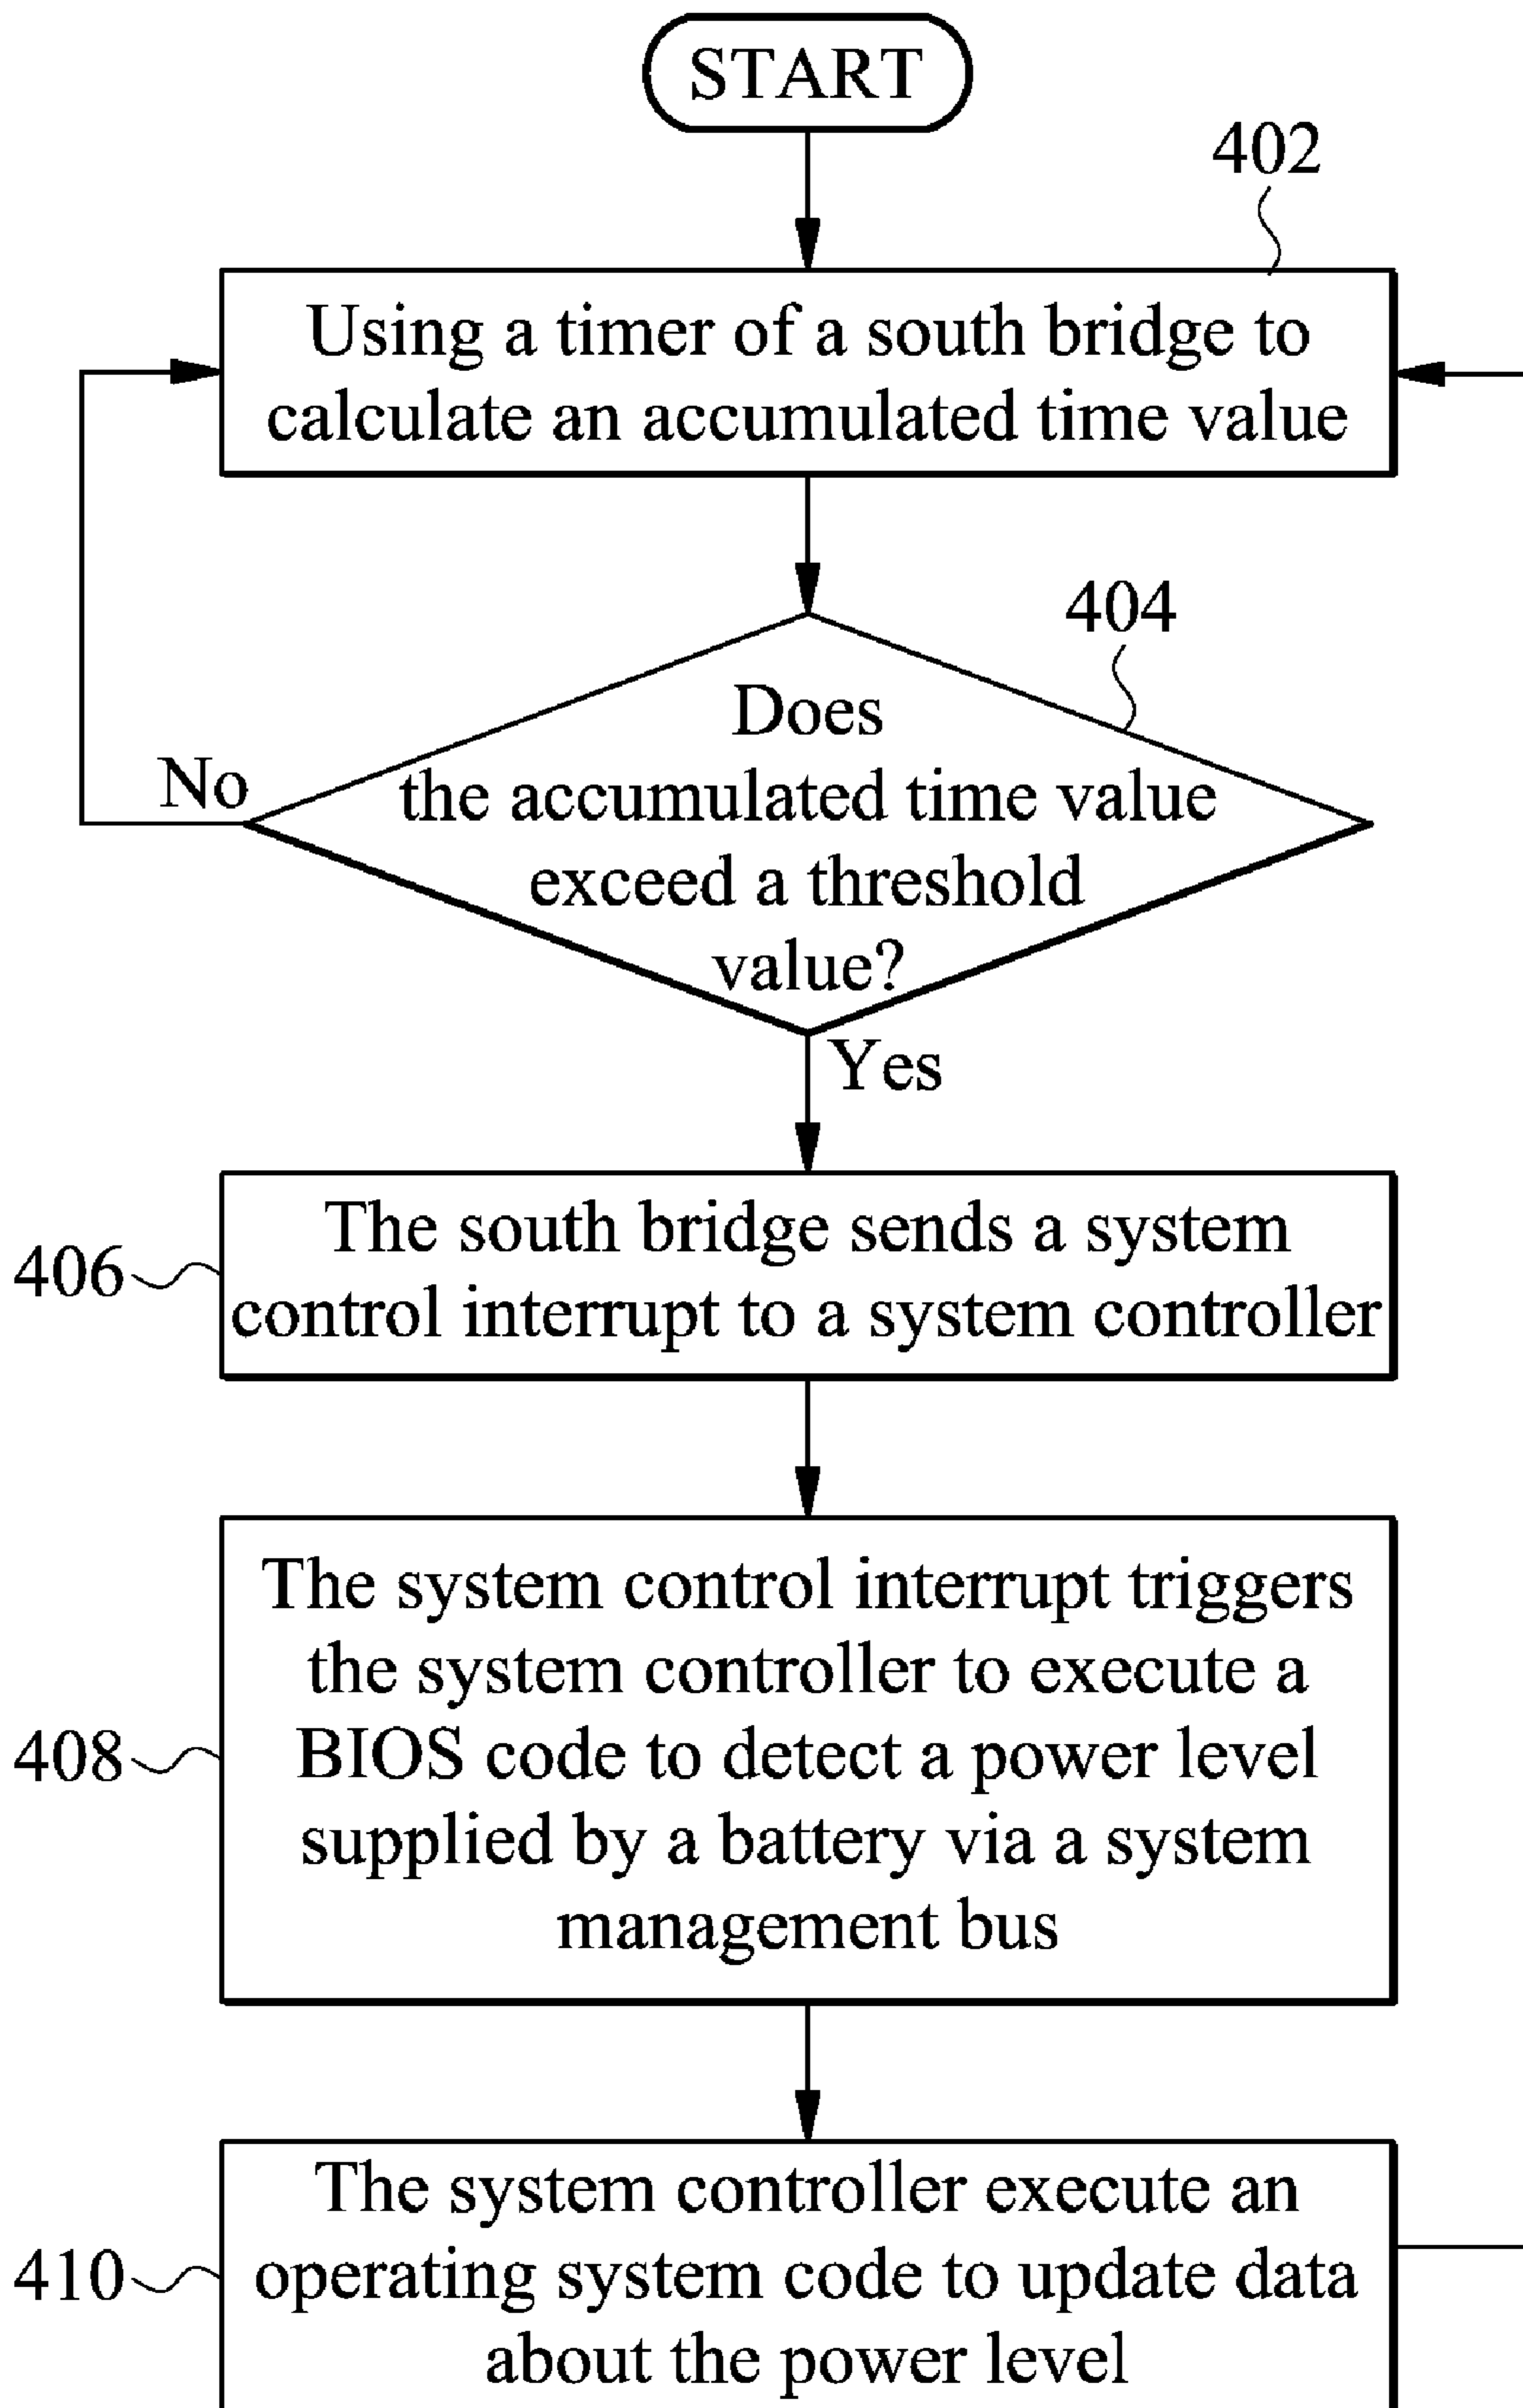 START
402
Using a timer of a south bridge to
calculate an accumulated time value
404
Does
the accumulated time value
exceed a threshold
value?
No
Yes
406
The south bridge sends a system
control interrupt to a system controller
408
The system control interrupt triggers
the system controller to execute a
BIOS code to detect a power level
supplied by a battery via a system
management bus
410
The system controller execute an
operating system code to update data
about the power level